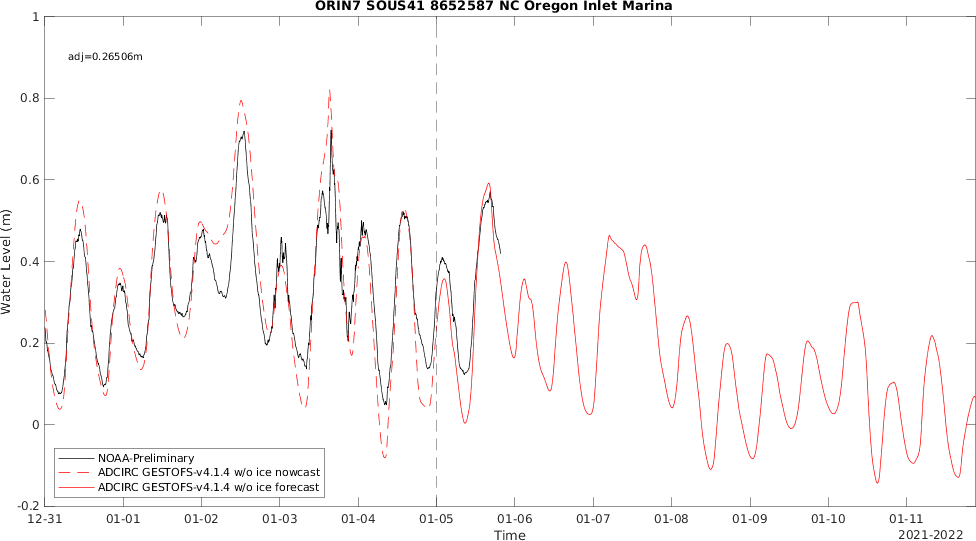 ORIN7 SOUS41 8652587 NC Oregon Inlet Marina
adj=0.26506m
1
0.8
0.6
0.4
0.2
0
-0.2
Water Level (m)
NOAA-Preliminary
ADCIRC GESTOFS-v4.1.4 w/o ice nowcast
ADCIRC GESTOFS-v4.1.4 w/o ice forecast
12-31 01-01 01-02 01-03 01-04 01-05 01-06 01-07 01-08 01-09 01-10 01-11
Time
2021-2022